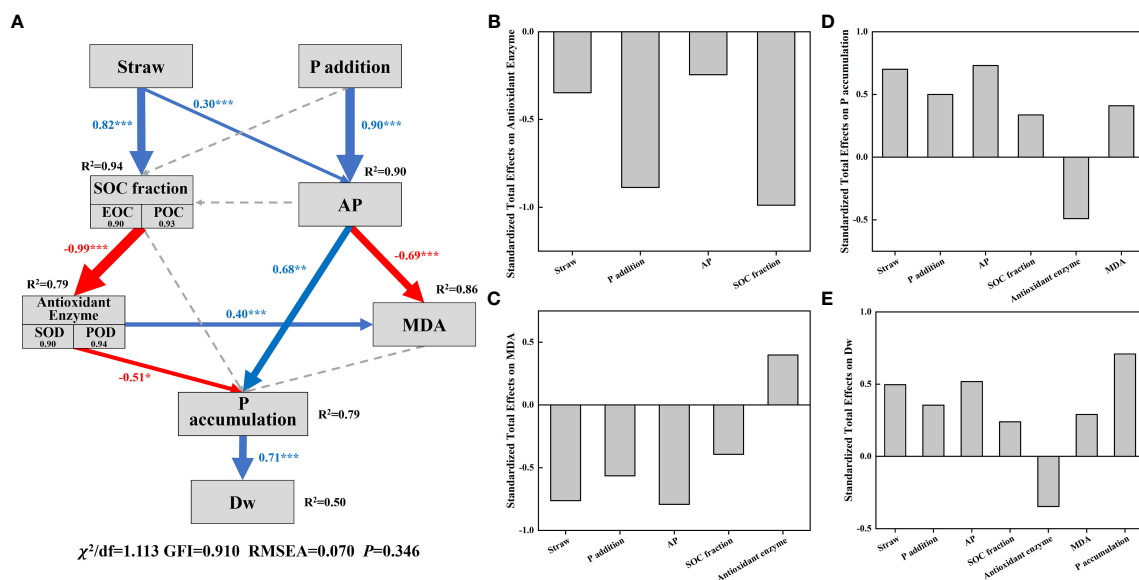 A
Straw
P addition
0.82***
0.30***
0.90***
R²=0.94
SOC fraction
EOC
0.90
POC
0.93
R²=0.90
AP
-0.99***
0.68**
-0.69***
R²=0.79
Antioxidant
Enzyme
SOD
0.90
POD
0.94
0.40***
R²=0.86
MDA
-0.51*
P
accumulation
R²=0.79
0.71***
Dw
R²=0.50
χ²/df=1.113 GFI=0.910 RMSEA=0.070 P=0.346
B
Standardized Total Effects on Antioxidant Enzyme
0.0
-0.5
-1.0
Straw
P addition
AP
SOC fraction
C
Standardized Total Effects on MDA
0.5
0.0
-0.5
-1.0
Straw
P addition
AP
SOC fraction
Antioxidant enzyme
D
Standardized Total Effects on P accumulation
1.0
0.5
0.0
-0.5
Straw
P addition
AP
SOC fraction
Antioxidant enzyme
MDA
E
Standardized Total Effects on Dw
1.0
0.5
0.0
-0.5
Straw
P addition
AP
SOC fraction
Antioxidant enzyme
MDA
P accumulation